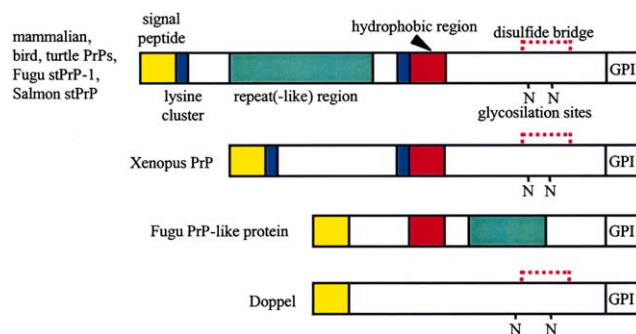 mammalian,
bird, turtle PrPs,
Fugu stPrP-1,
Salmon stPrP
signal
peptide
hydrophobic region
disulfide bridge
GPI
lysine
cluster
repeat(-like) region
N N
glycosilation sites
Xenopus PrP
GPI
N N
Fugu PrP-like protein
GPI
Doppel
GPI
N N